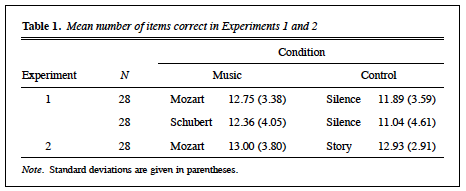 Table 1. Mean number of items correct in Experiments 1 and 2
Condition
Experiment N Music Control
1 28 Mozart 12.75 (3.38) Silence 11.89 (3.59)
28 Schubert 12.36 (4.05) Silence 11.04 (4.61)
2 28 Mozart 13.00 (3.80) Story 12.93 (2.91)
Note. Standard deviations are given in parentheses.